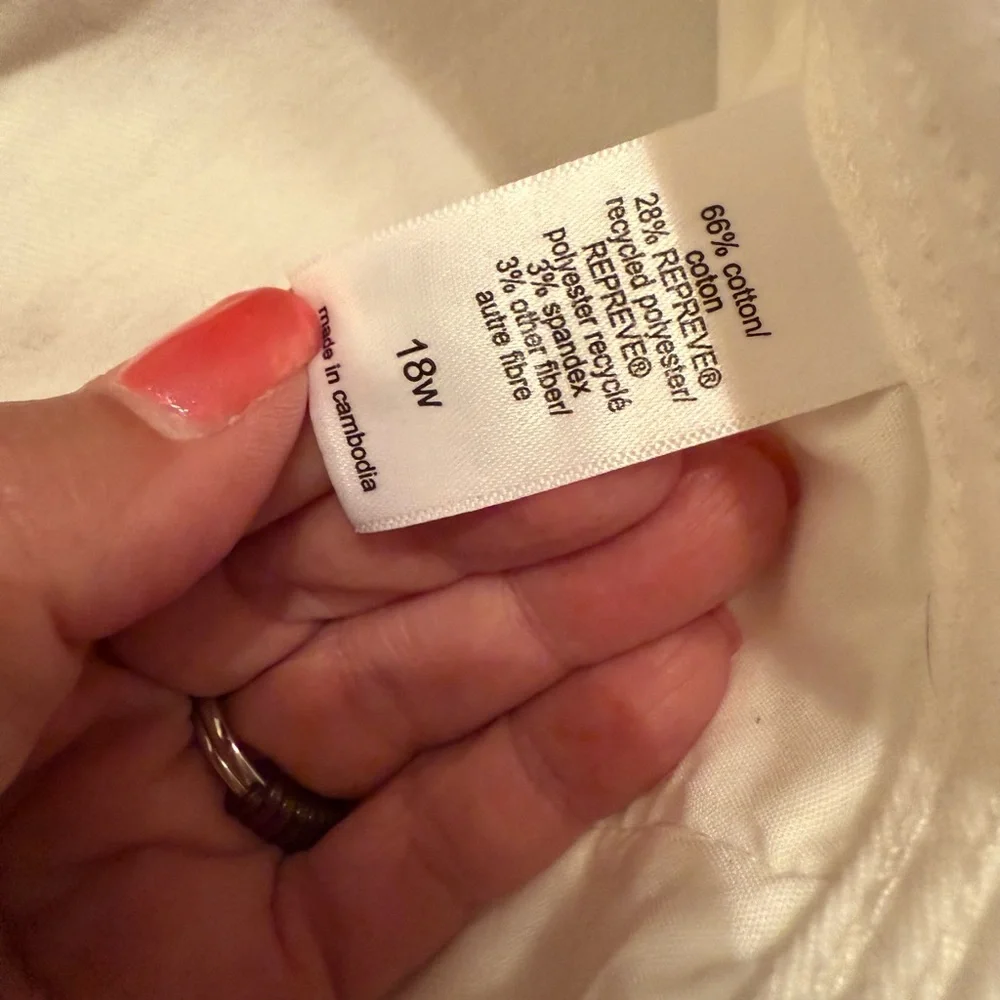 66% cotton/
coton
28% REPREVE®
recycled polyester/
REPREVE®
polyester recyclé
3% spandex
3% other fiber/
autre fibre
18w
made in cambodia